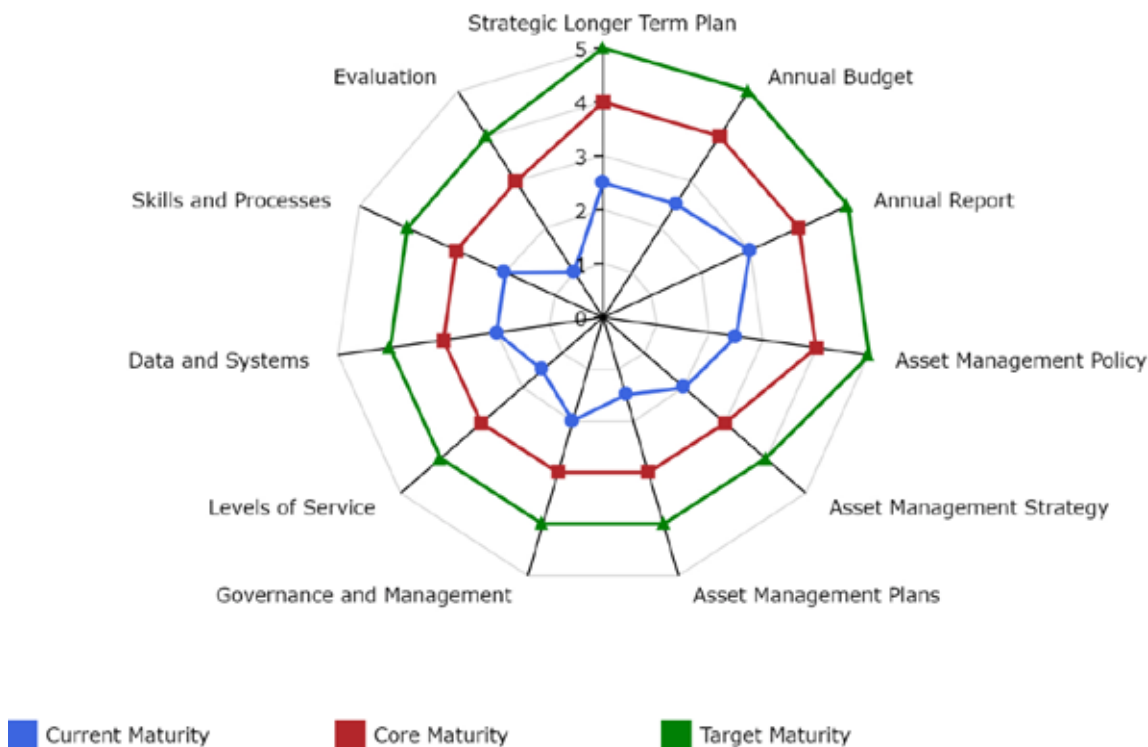 Strategic Longer Term Plan
Evaluation
5
Annual Budget
4
3
Skills and Processes
Annual Report
2
1
0
Data and Systems
Asset Management Policy
Levels of Service
Asset Management Strategy
Governance and Management
Asset Management Plans
Current Maturity
Core Maturity
Target Maturity